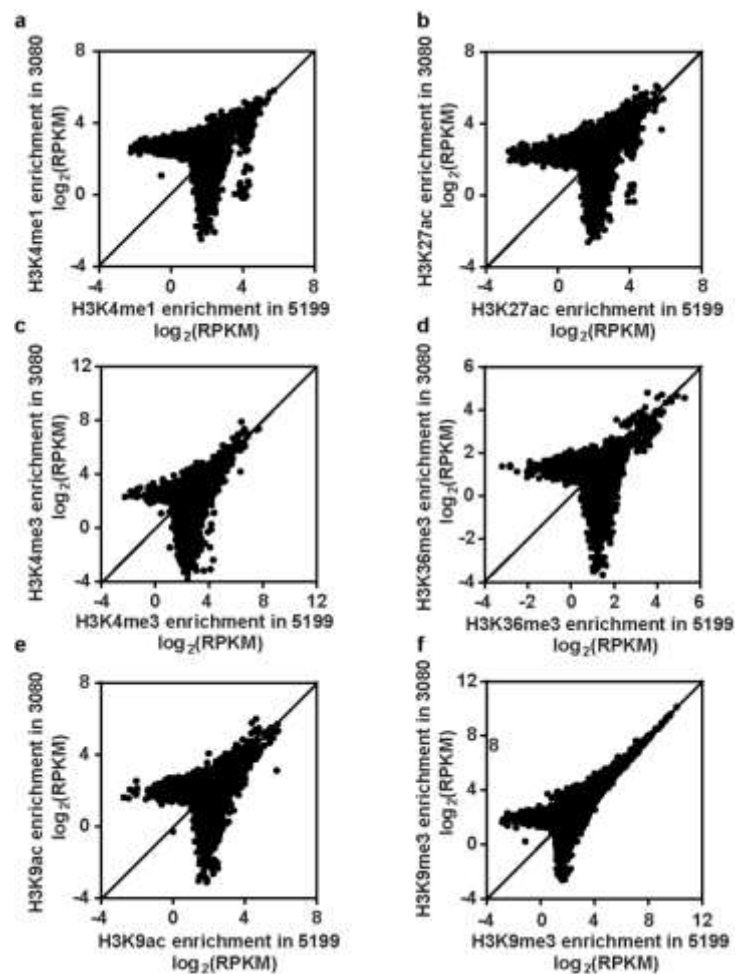 a
H3K4me1 enrichment in 3080
log2(RPKM)
8
4
0
-4
-4 0 4 8
H3K4me1 enrichment in 5199
log2(RPKM)
b
H3K27ac enrichment in 3080
log2(RPKM)
8
4
0
-4
-4 0 4 8
H3K27ac enrichment in 5199
log2(RPKM)
c
H3K4me3 enrichment in 3080
log2(RPKM)
12
8
4
0
-4
-4 0 4 8 12
H3K4me3 enrichment in 5199
log2(RPKM)
d
H3K36me3 enrichment in 3080
log2(RPKM)
6
4
2
0
-2
-4
-4 -2 0 2 4 6
H3K36me3 enrichment in 5199
log2(RPKM)
e
H3K9ac enrichment in 3080
log2(RPKM)
8
4
0
-4
-4 0 4 8
H3K9ac enrichment in 5199
log2(RPKM)
f
H3K9me3 enrichment in 3080
log2(RPKM)
8
12
8
4
0
-4
-4 0 4 8 12
H3K9me3 enrichment in 5199
log2(RPKM)